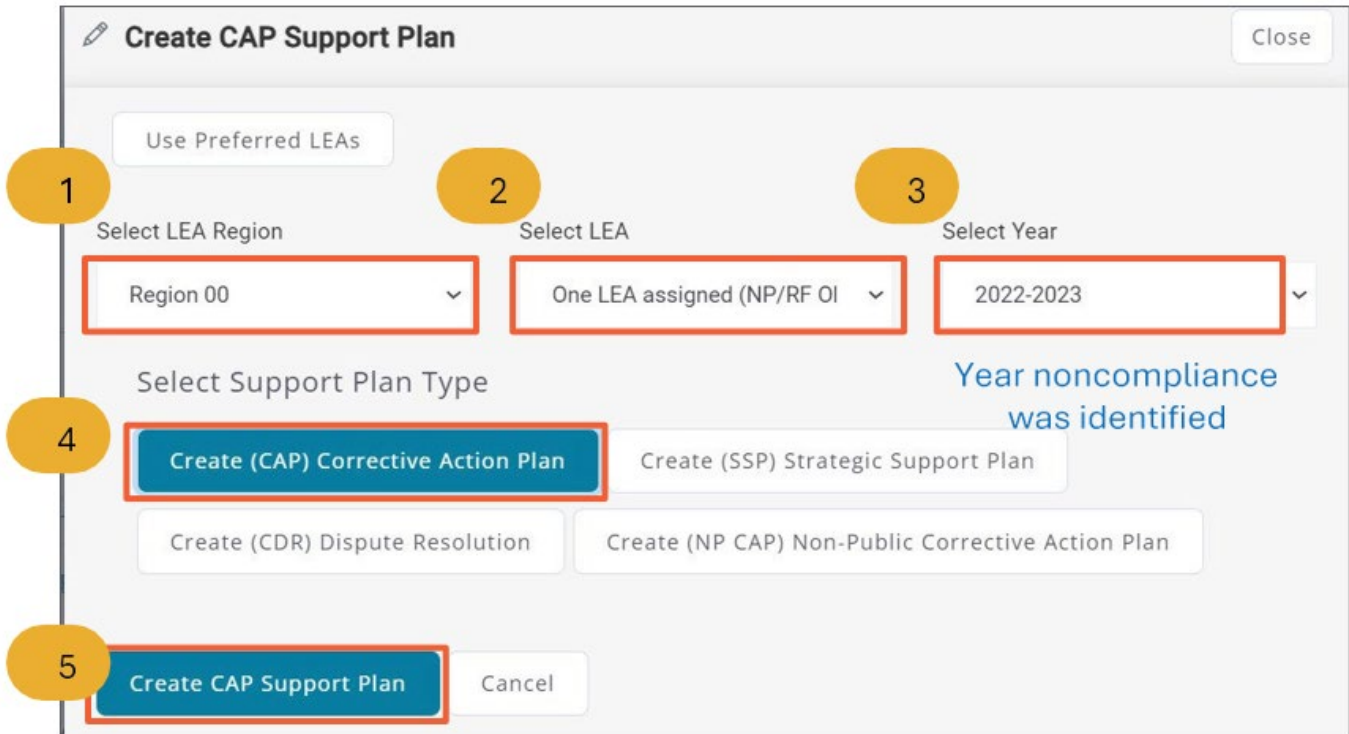 Create CAP Support Plan
Close
Use Preferred LEAs
1
2
3
Select LEA Region
Select LEA
Select Year
Region 00
One LEA assigned (NP/RF OI
2022-2023
Select Support Plan Type
Year noncompliance
was identified
4
Create (CAP) Corrective Action Plan
Create (SSP) Strategic Support Plan
Create (CDR) Dispute Resolution
Create (NP CAP) Non-Public Corrective Action Plan
5
Create CAP Support Plan
Cancel